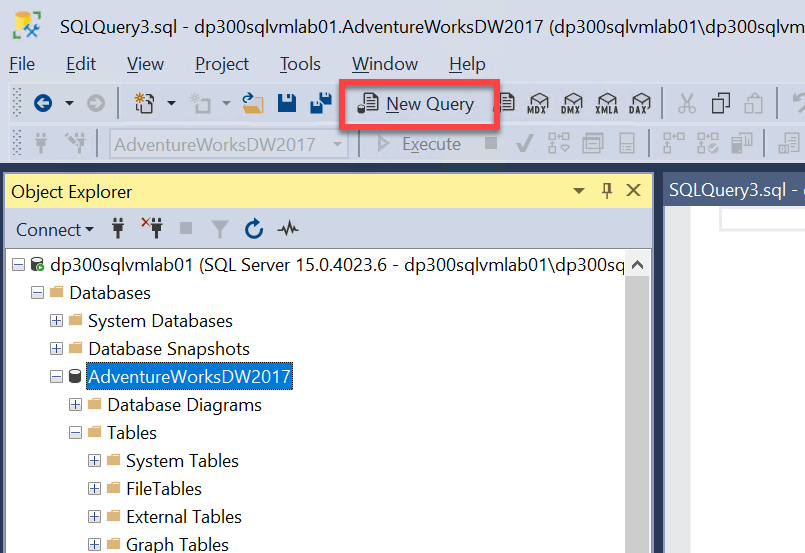 SQLQuery3.sql - dp300sqlvmlab01.AdventureWorksDW2017 (dp300sqlvmlab01\dp300sqlvm
File Edit View Project Tools Window Help
New Query MDX DMX XMLA DAX
AdventureWorksDW2017 Execute
Object Explorer
SQLQuery3.sql -
Connect
dp300sqlvmlab01 (SQL Server 15.0.4023.6 - dp300sqlvmlab01\dp300sq
Databases
System Databases
Database Snapshots
AdventureWorksDW2017
Database Diagrams
Tables
System Tables
FileTables
External Tables
Graph Tables